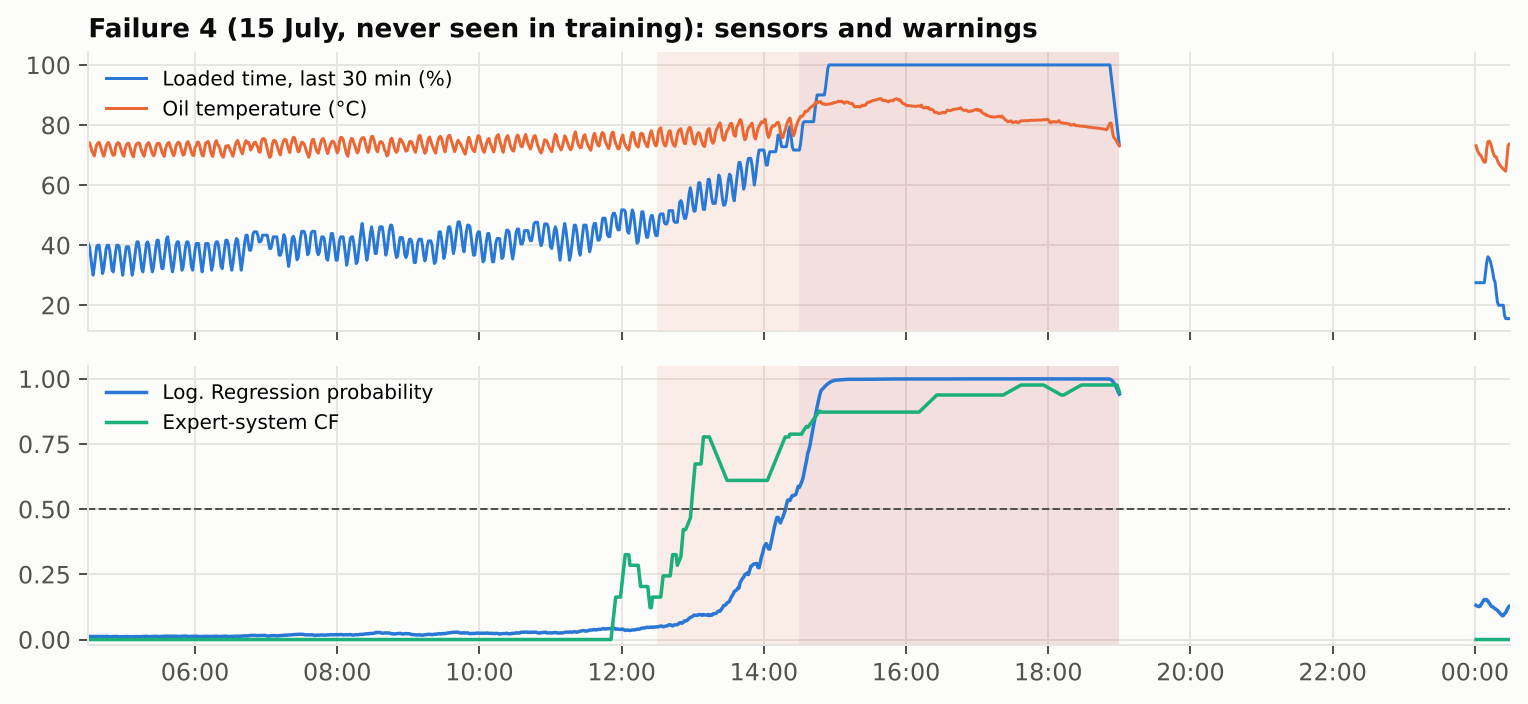 Failure 4 (15 July, never seen in training): sensors and warnings
100
80
60
40
20
Loaded time, last 30 min (%)
Oil temperature (°C)
1.00
0.75
0.50
0.25
0.00
Log. Regression probability
Expert-system CF
06:00 08:00 10:00 12:00 14:00 16:00 18:00 20:00 22:00 00:00